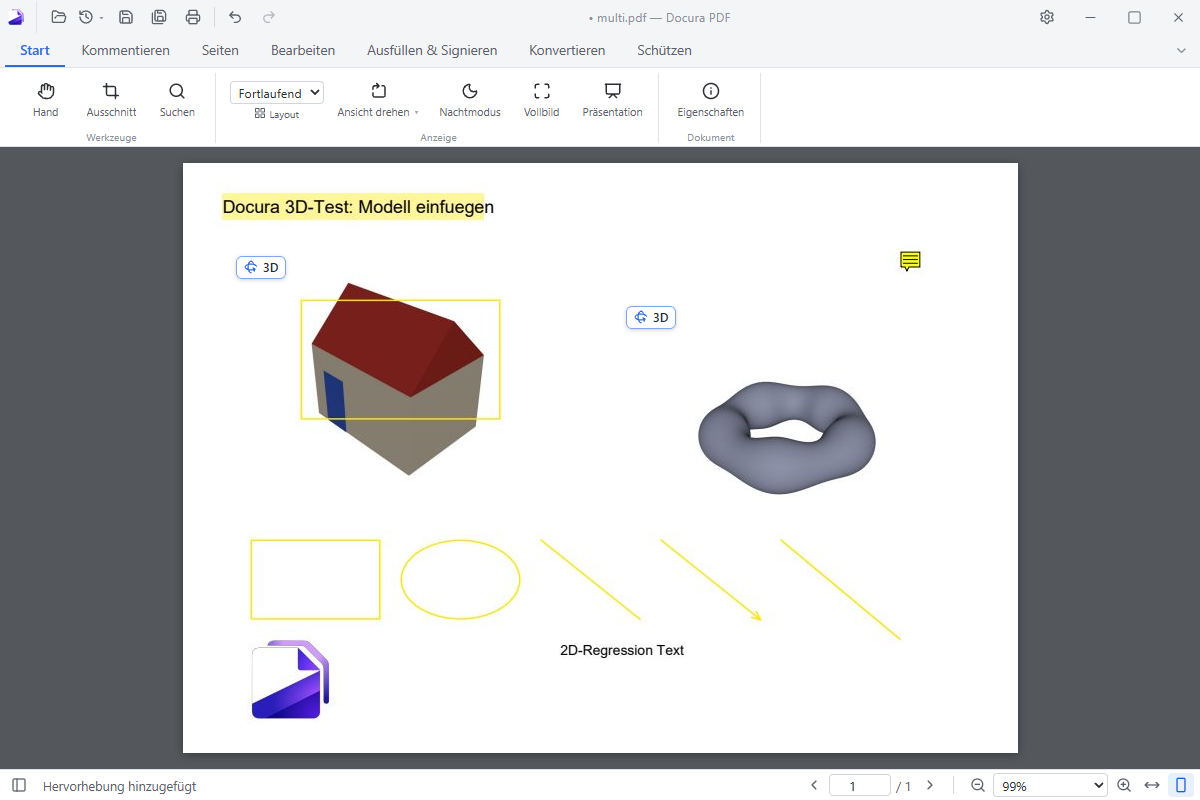 • multi.pdf — Docura PDF
Start Kommentieren Seiten Bearbeiten Ausfüllen & Signieren Konvertieren Schützen
Hand Ausschnitt Suchen
Werkzeuge
Fortlaufend
Layout
Ansicht drehen Nachtmodus Vollbild Präsentation
Anzeige
Eigenschaften
Dokument
Docura 3D-Test: Modell einfuegen
3D
3D
2D-Regression Text
Hervorhebung hinzugefügt
1 / 1
99%